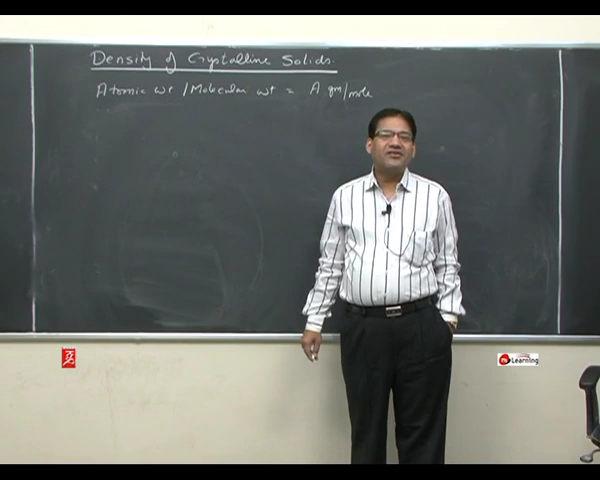 Density of Crystalline Solids.
Atomic wt / Molecular wt = A gm/mole
Learning